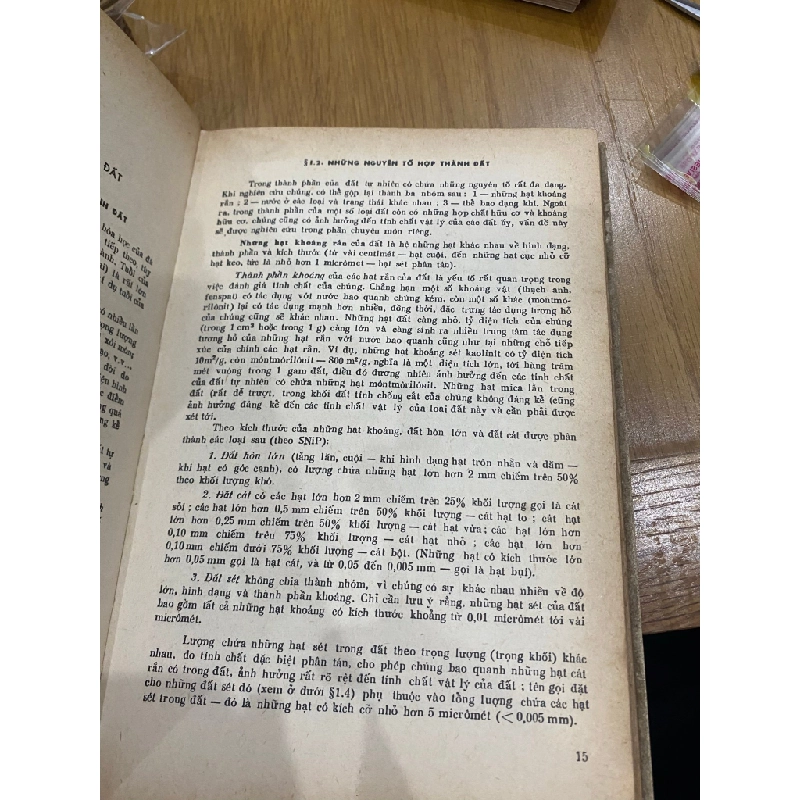 ĐẤT
§1.2. NHỮNG NGUYÊN TỐ HỢP THÀNH ĐẤT
Trong thành phần của đất tự nhiên có chứa những nguyên tố rất đa dạng.
Khi nghiên cứu chúng, có thể gộp lại thành ba nhóm sau : 1 — những hạt khoáng
rắn ; 2 — nước ở các loại và trạng thái khác nhau ; 3 — thể bao dạng khí. Ngoài
ra, trong thành phần của một số loại đất còn có những hợp chất hữu cơ và khoáng
hữu cơ, chúng cũng có ảnh hưởng đến tính chất vật lý của các đất ấy, vấn đề này
sẽ được nghiên cứu trong phần chuyên môn riêng.
Những hạt khoáng rắn của đất là hệ những hạt khác nhau về hình dạng,
thành phần và kích thước (từ vài centimét — hạt cuội, đến những hạt cục nhỏ cỡ
hạt keo, tức là nhỏ hơn 1 micrômet — hạt sét phân tán).
Thành phần khoáng của các hạt rắn của đất là yếu tố rất quan trọng trong
việc đánh giá tính chất của chúng. Chẳng hạn một số khoáng vật (thạch anh,
fenspat) có tác dụng với nước bao quanh chúng kém, còn một số khác (montmô-
rilônit) lại có tác dụng mạnh hơn nhiều, đồng thời, đặc trưng tác dụng tương hỗ
của chúng cũng sẽ khác nhau. Những hạt đất càng nhỏ, tỷ diện tích của chúng
(trong 1 cm³ hoặc trong 1 g) càng lớn và càng sinh ra nhiều trung tâm tác dụng
tương hỗ của những hạt rắn với nước bao quanh cũng như tại những chỗ tiếp
xúc của chính các hạt rắn. Ví dụ, những hạt khoáng sét kaolinit có tỷ diện tích
10m²/g, còn môntmôrilônit — 800 m²/g, nghĩa là một diện tích lớn, tới hàng trăm
mét vuông trong 1 gam đất, điều đó đương nhiên ảnh hưởng đến các tính chất
của đất tự nhiên có chứa những hạt môntmôrilônit. Những hạt mica lẫn trong
đất (rất dễ trượt, trong khối đất tính chống cắt của chúng không đáng kể (cũng
ảnh hưởng đáng kể đến các tính chất vật lý của loại đất này và cần phải được
xét tới.
Theo kích thước của những hạt khoáng, đất hòn lớn và đất cát được phân
thành các loại sau (theo SNiP):
1. Đất hòn lớn (tảng lăn, cuội — khi hình dạng hạt tròn nhẵn và dăm —
khi hạt có góc cạnh), có lượng chứa những hạt lớn hơn 2 mm chiếm trên 50%
theo khối lượng khô.
2. Đất cát có các hạt lớn hơn 2 mm chiếm trên 25% khối lượng gọi là cát
sỏi ; các hạt lớn hơn 0,5 mm chiếm trên 50% khối lượng — cát hạt to ; các hạt
lớn hơn 0,25 mm chiếm trên 50% khối lượng — cát hạt vừa; các hạt lớn hơn
0,10 mm chiếm trên 75% khối lượng — cát hạt nhỏ ; các hạt lớn hơn
0,10 mm chiếm dưới 75% khối lượng — cát bột. (Những hạt có kích thước lớn
hơn 0,05 mm gọi là hạt cát, và từ 0,05 đến 0,005 mm — gọi là hạt bụi).
3. Đất sét không chia thành nhóm, vì chúng có sự khác nhau nhiều về độ
lớn, hình dạng và thành phần khoáng. Chỉ cần lưu ý rằng, những hạt sét của đất
bao gồm tất cả những hạt khoáng có kích thước khoảng từ 0,01 micrômét tới vài
micrômét.
Lượng chứa những hạt sét trong đất theo trọng lượng (trọng khối) khác
nhau, do tính chất đặc biệt phân tán, cho phép chúng bao quanh những hạt cát
rắn có trong đất, ảnh hưởng rất rõ rệt đến tính chất vật lý của đất ; tên gọi đặt
cho những đất sét đó (xem ở dưới §1.4) phụ thuộc vào tổng lượng chứa các hạt
sét trong đất — đó là những hạt có kích cỡ nhỏ hơn 5 micrômét (< 0,005 mm).
15